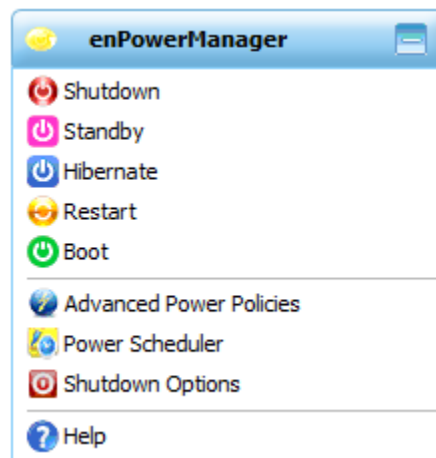 enPowerManager
Shutdown
Standby
Hibernate
Restart
Boot
Advanced Power Policies
Power Scheduler
Shutdown Options
Help